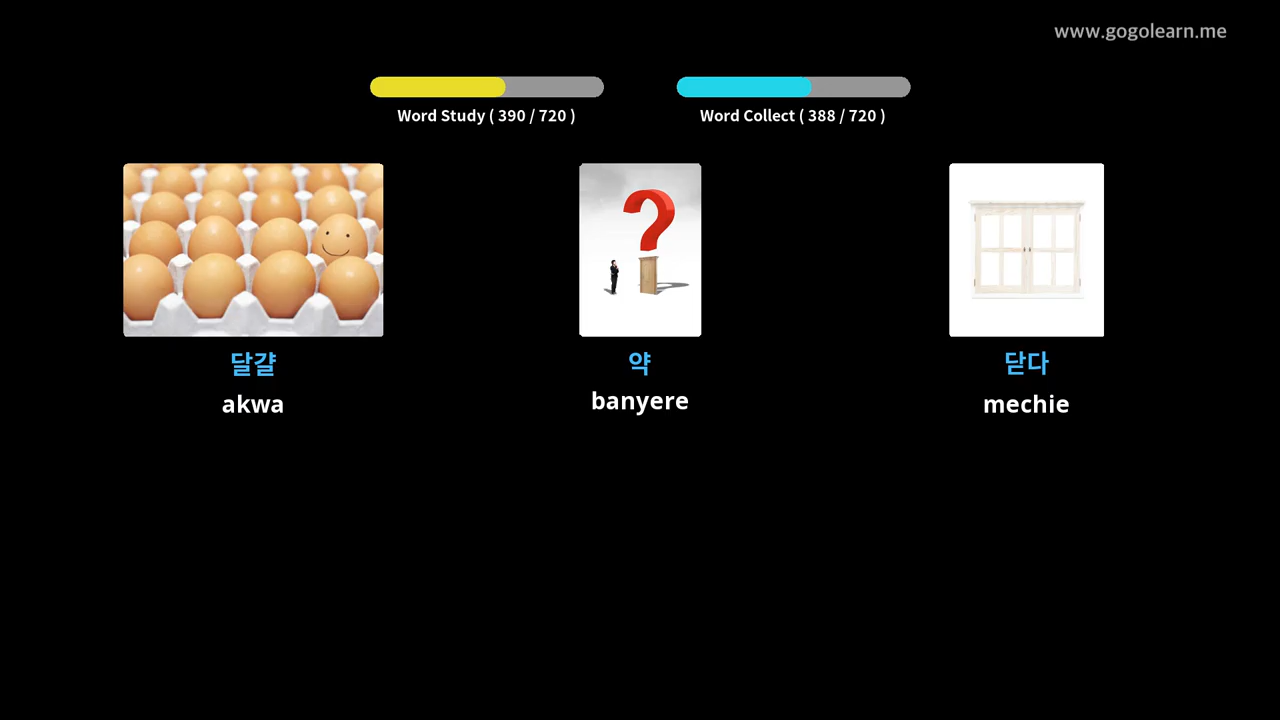 www.gogolearn.me
Word Study ( 390 / 720 )
Word Collect ( 388 / 720 )
달걀
약
닫다
akwa
banyere
mechie